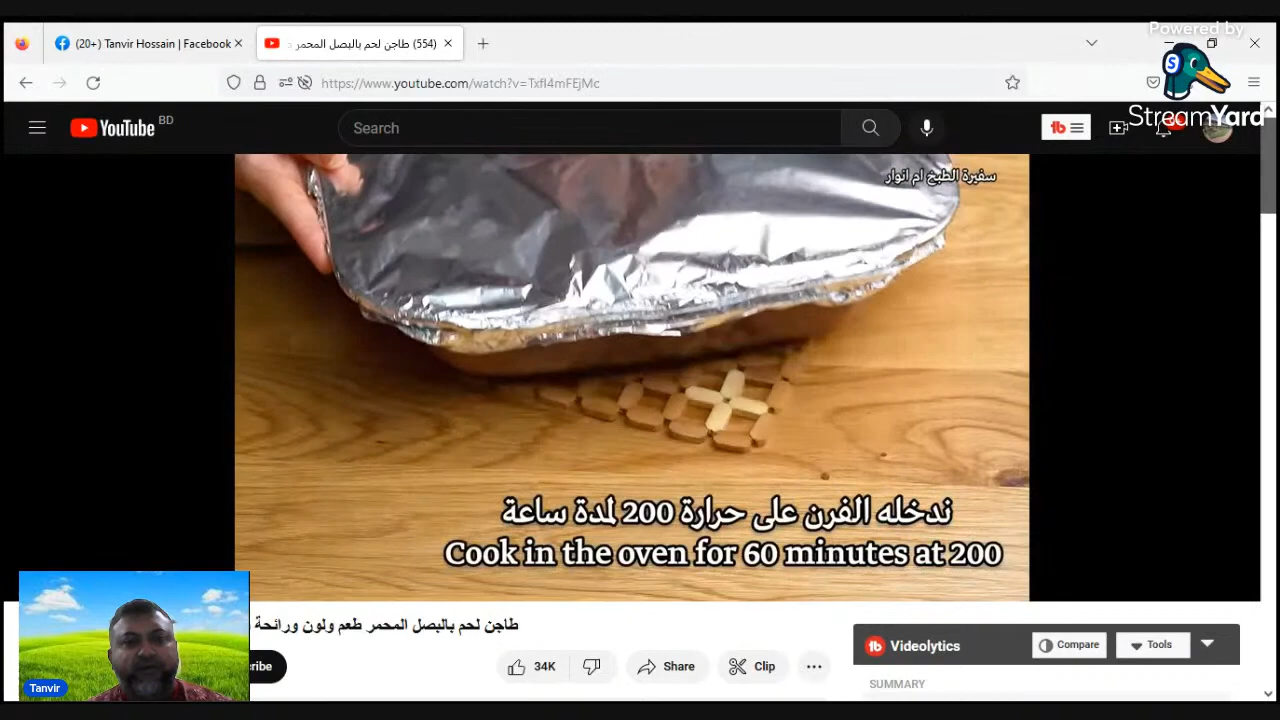 Powered by
StreamYard
(20+) Tanvir Hossain | Facebook
(554) طاجن لحم بالبصل المحمر
https://www.youtube.com/watch?v=TxfI4mFEjMc
YouTube BD
Search
سفيرة الطبخ ام انوار
ندخله الفرن على حرارة 200 لمدة ساعة
Cook in the oven for 60 minutes at 200
طاجن لحم بالبصل المحمر طعم ولون ورائحة
34K
Share
Clip
Videolytics
Compare
Tools
SUMMARY
Tanvir